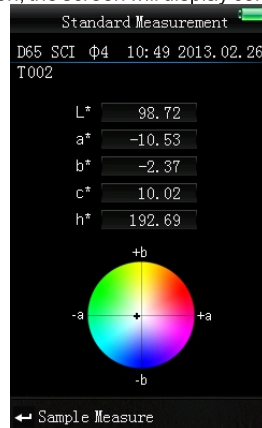 Standard Measurement
D65 SCI Φ4 10:49 2013.02.26
T002
L* 98.72
a* -10.53
b* -2.37
c* 10.02
h* 192.69
+b
-a +a
-b
Sample Measure